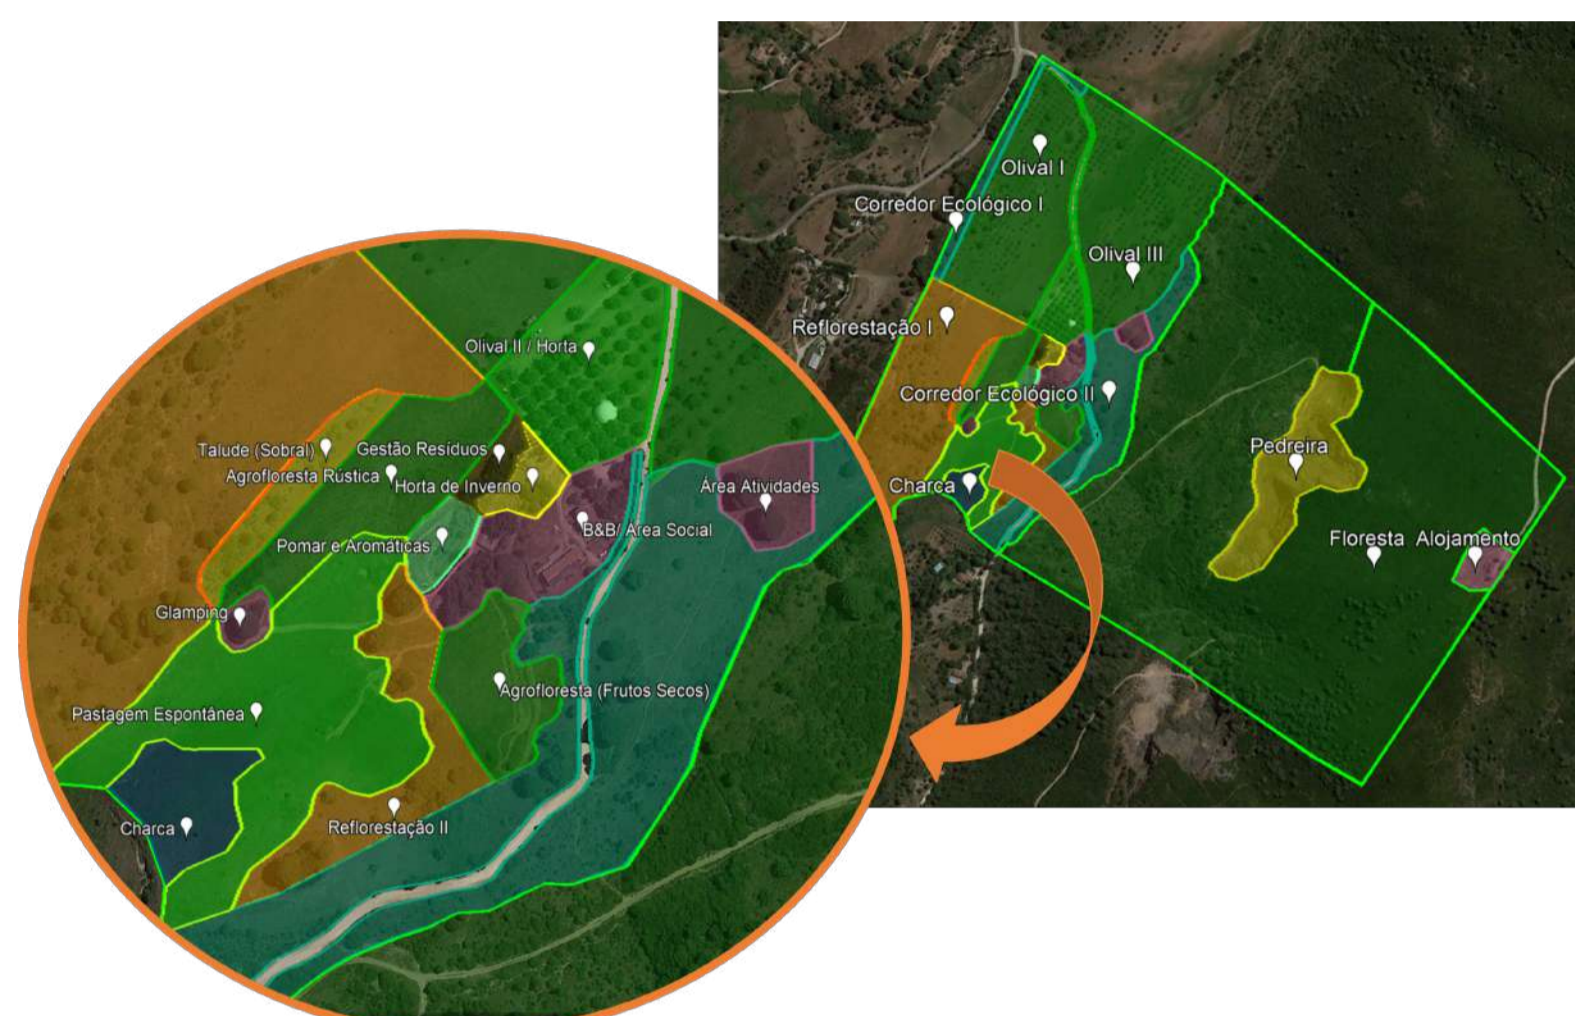 Olival I
Corredor Ecológico I
Olival III
Reflorestação I
Corredor Ecológico II
Charca
Pedreira
Floresta
Alojamento
Olival II / Horta
Talude (Sobral)
Gestão Resíduos
Agrofloresta Rústica
Horta de Inverno
Área Atividades
B&B/ Área Social
Pomar e Aromáticas
Glamping
Agrofloresta (Frutos Secos)
Pastagem Espontânea
Charca
Reflorestação II